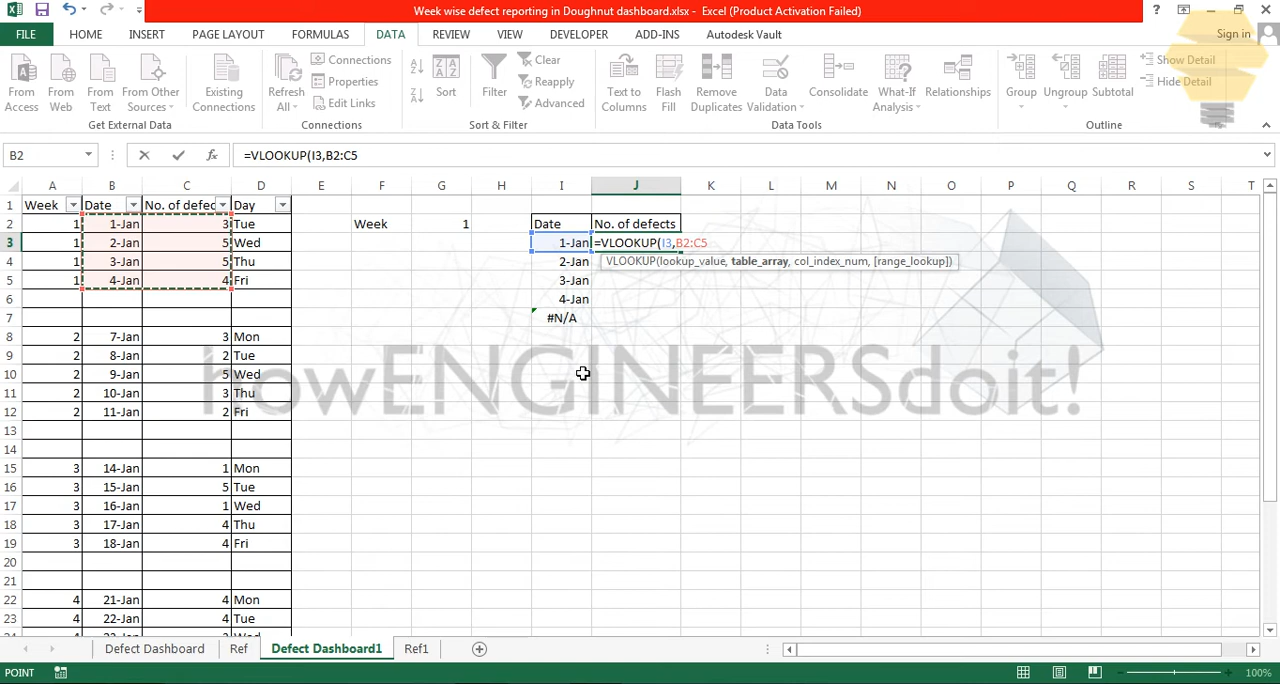 Week wise defect reporting in Doughnut dashboard.xlsx - Excel (Product Activation Failed)
FILE HOME INSERT PAGE LAYOUT FORMULAS DATA REVIEW VIEW DEVELOPER ADD-INS Autodesk Vault Sign in
From Access
From Web
From Text
From Other Sources
Existing Connections
Get External Data
Refresh All
Connections
Properties
Edit Links
Connections
Sort
Filter
Clear
Reapply
Advanced
Sort & Filter
Text to Columns
Flash Fill
Remove Duplicates
Data Validation
Consolidate
What-If Analysis
Relationships
Data Tools
Group
Ungroup
Subtotal
Show Detail
Hide Detail
Outline
B2 fx =VLOOKUP(I3,B2:C5
A B C D E F G H I J K L M N O P Q R S T
1 Week Date No. of defec Day
2 1 1-Jan 3 Tue Week 1 Date No. of defects
3 1 2-Jan 5 Wed 1-Jan =VLOOKUP(I3,B2:C5
VLOOKUP(lookup_value, table_array, col_index_num, [range_lookup])
4 1 3-Jan 5 Thu 2-Jan
5 1 4-Jan 4 Fri 3-Jan
6 4-Jan
7 #N/A
8 2 7-Jan 3 Mon
9 2 8-Jan 2 Tue
10 2 9-Jan 5 Wed
11 2 10-Jan 3 Thu
12 2 11-Jan 2 Fri
howENGINEERSdoit!
13
14
15 3 14-Jan 1 Mon
16 3 15-Jan 5 Tue
17 3 16-Jan 1 Wed
18 3 17-Jan 4 Thu
19 3 18-Jan 4 Fri
20
21
22 4 21-Jan 4 Mon
23 4 22-Jan 4 Tue
Defect Dashboard Ref Defect Dashboard1 Ref1
POINT 100%